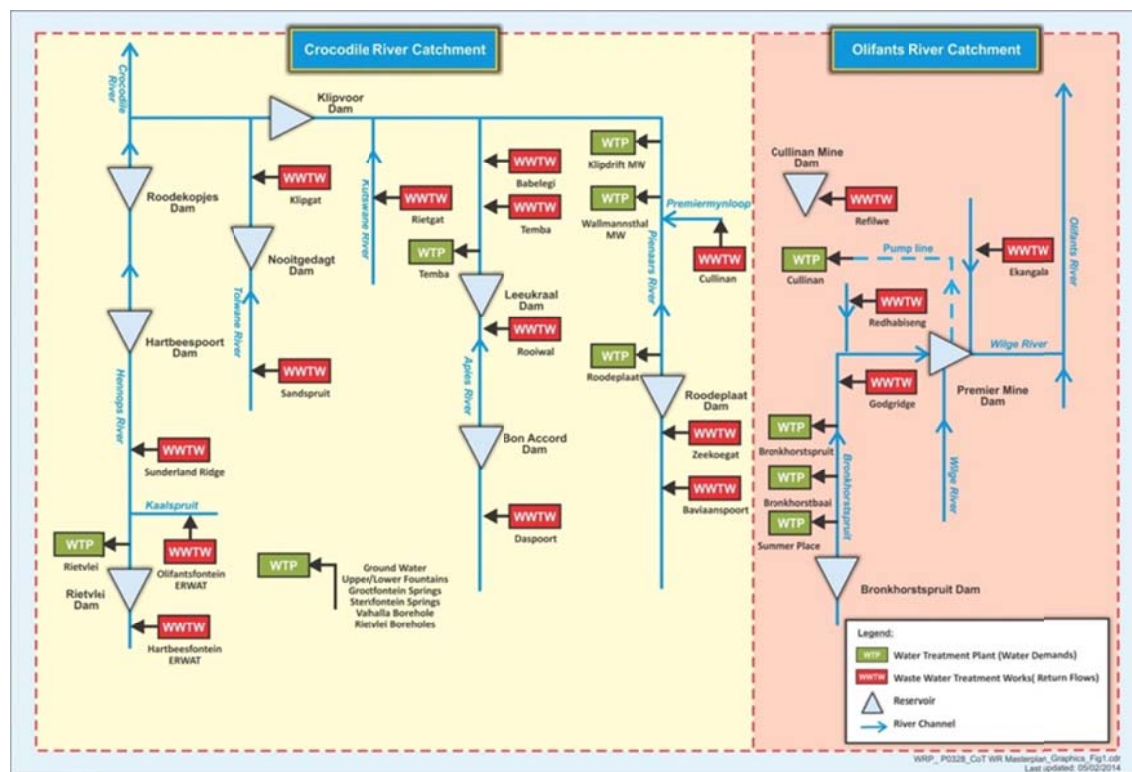 Crocodile River Catchment
Olifants River Catchment
Crocodile
River
Klipvoor
Dam
Roodekopjes
Dam
WWTW
Klipgat
Nooitgedagt
Dam
Tolwane River
WWTW
Sandspruit
Hartbeespoort
Dam
Hennops River
WWTW
Sunderland Ridge
Kaalspruit
WTP
Rietvlei
WWTW
Olifantsfontein
ERWAT
Rietvlei
Dam
WWTW
Hartbeesfontein
ERWAT
Kutswane River
WWTW
Rietgat
WWTW
Babelegi
WWTW
Temba
WTP
Temba
Leeukraal
Dam
WWTW
Rooiwal
Apies River
Bon Accord
Dam
WWTW
Daspoort
WTP
Ground Water
Upper/Lower Fountains
Grootfontein Springs
Sterkfontein Springs
Valhalla Borehole
Rietvlei Boreholes
WTP
Klipdrift MW
WTP
Wallmannsthal
MW
Premiermynloop
WWTW
Cullinan
Pienaars River
WTP
Roodeplaat
Roodeplaat
Dam
WWTW
Zeekoegat
WWTW
Baviaanspoort
Cullinan Mine
Dam
WWTW
Refilwe
WTP
Cullinan
Pump line
WWTW
Ekangala
Olifants River
WWTW
Redhabiseng
Wilge River
Premier Mine
Dam
WWTW
Godgridge
WTP
Bronkhorstspruit
WTP
Bronkhorstbaai
WTP
Summer Place
Bronkhorstspruit
Wilge River
Bronkhorstspruit Dam
Legend:
WTP
Water Treatment Plant (Water Demands)
WWTW
Waste Water Treatment Works( Return Flows)
Reservoir
River Channel
WRP_ P0328_CoT WR Masterplan_Graphics_Fig1.cdr
Last updated: 05/02/2014